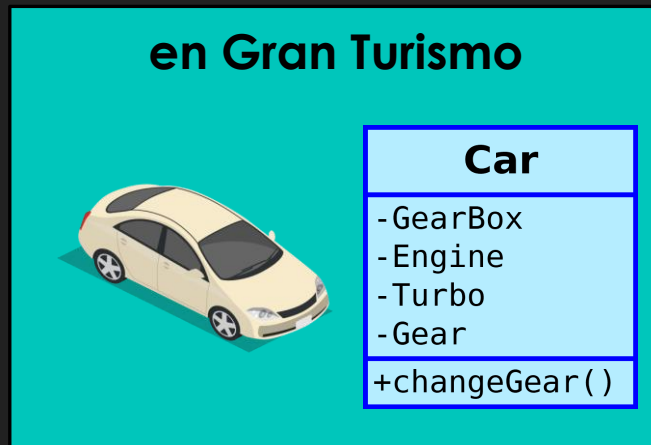 en Gran Turismo
Car
-GearBox
-Engine
-Turbo
-Gear
+changeGear()